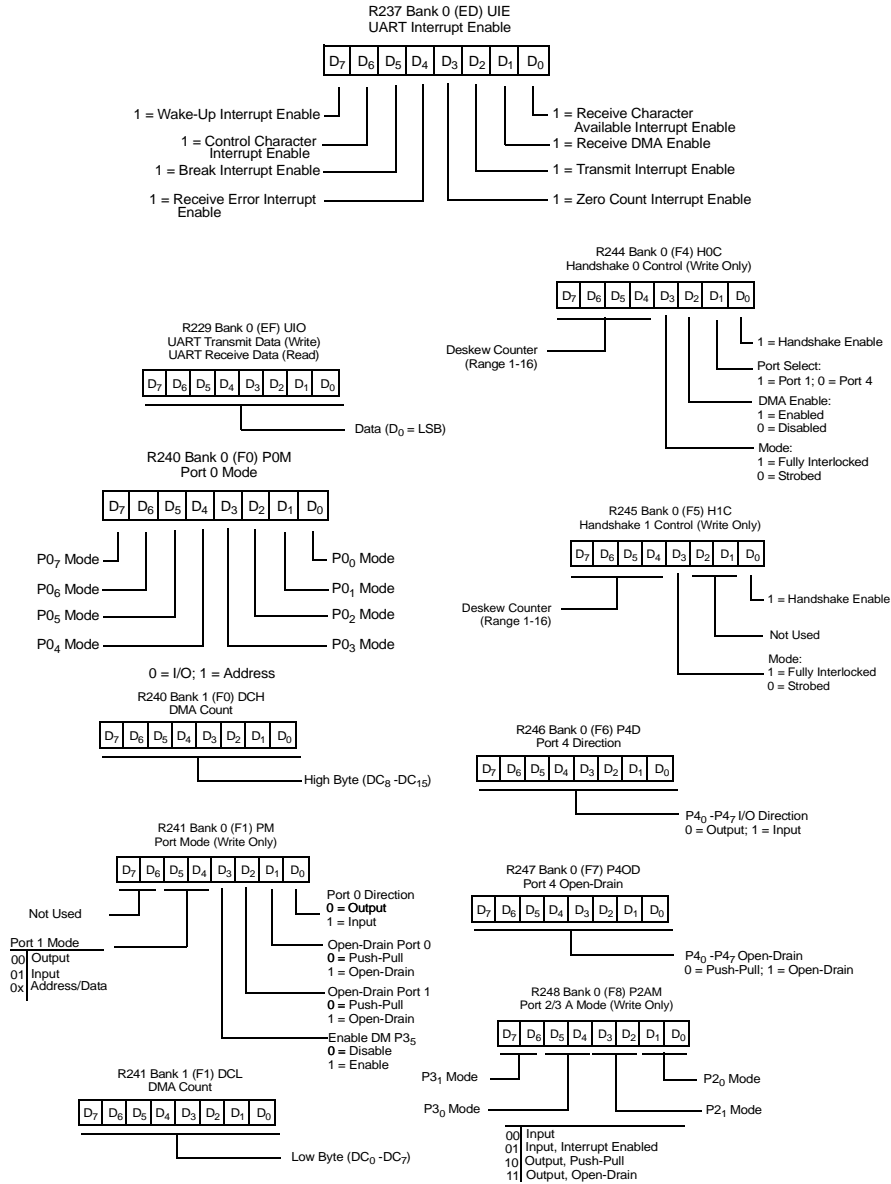 R237 Bank 0 (ED) UIE
UART Interrupt Enable
D7 D6 D5 D4 D3 D2 D1 D0
1 = Wake-Up Interrupt Enable
1 = Control Character
Interrupt Enable
1 = Break Interrupt Enable
1 = Receive Error Interrupt
Enable
1 = Receive Character
Available Interrupt Enable
1 = Receive DMA Enable
1 = Transmit Interrupt Enable
1 = Zero Count Interrupt Enable
R229 Bank 0 (EF) UIO
UART Transmit Data (Write)
UART Receive Data (Read)
D7 D6 D5 D4 D3 D2 D1 D0
Data (D0 = LSB)
R240 Bank 0 (F0) P0M
Port 0 Mode
D7 D6 D5 D4 D3 D2 D1 D0
P07 Mode
P06 Mode
P05 Mode
P04 Mode
P00 Mode
P01 Mode
P02 Mode
P03 Mode
0 = I/O; 1 = Address
R240 Bank 1 (F0) DCH
DMA Count
D7 D6 D5 D4 D3 D2 D1 D0
High Byte (DC8 -DC15)
R241 Bank 0 (F1) PM
Port Mode (Write Only)
D7 D6 D5 D4 D3 D2 D1 D0
Not Used
Port 1 Mode
00 Output
01 Input
0x Address/Data
Port 0 Direction
0 = Output
1 = Input
Open-Drain Port 0
0 = Push-Pull
1 = Open-Drain
Open-Drain Port 1
0 = Push-Pull
1 = Open-Drain
Enable DM P35
0 = Disable
1 = Enable
R241 Bank 1 (F1) DCL
DMA Count
D7 D6 D5 D4 D3 D2 D1 D0
Low Byte (DC0 -DC7)
R244 Bank 0 (F4) H0C
Handshake 0 Control (Write Only)
D7 D6 D5 D4 D3 D2 D1 D0
Deskew Counter
(Range 1-16)
1 = Handshake Enable
Port Select:
1 = Port 1; 0 = Port 4
DMA Enable:
1 = Enabled
0 = Disabled
Mode:
1 = Fully Interlocked
0 = Strobed
R245 Bank 0 (F5) H1C
Handshake 1 Control (Write Only)
D7 D6 D5 D4 D3 D2 D1 D0
Deskew Counter
(Range 1-16)
1 = Handshake Enable
Not Used
Mode:
1 = Fully Interlocked
0 = Strobed
R246 Bank 0 (F6) P4D
Port 4 Direction
D7 D6 D5 D4 D3 D2 D1 D0
P40 -P47 I/O Direction
0 = Output; 1 = Input
R247 Bank 0 (F7) P4OD
Port 4 Open-Drain
D7 D6 D5 D4 D3 D2 D1 D0
P40 -P47 Open-Drain
0 = Push-Pull; 1 = Open-Drain
R248 Bank 0 (F8) P2AM
Port 2/3 A Mode (Write Only)
D7 D6 D5 D4 D3 D2 D1 D0
P31 Mode
P30 Mode
P20 Mode
P21 Mode
00 Input
01 Input, Interrupt Enabled
10 Output, Push-Pull
11 Output, Open-Drain